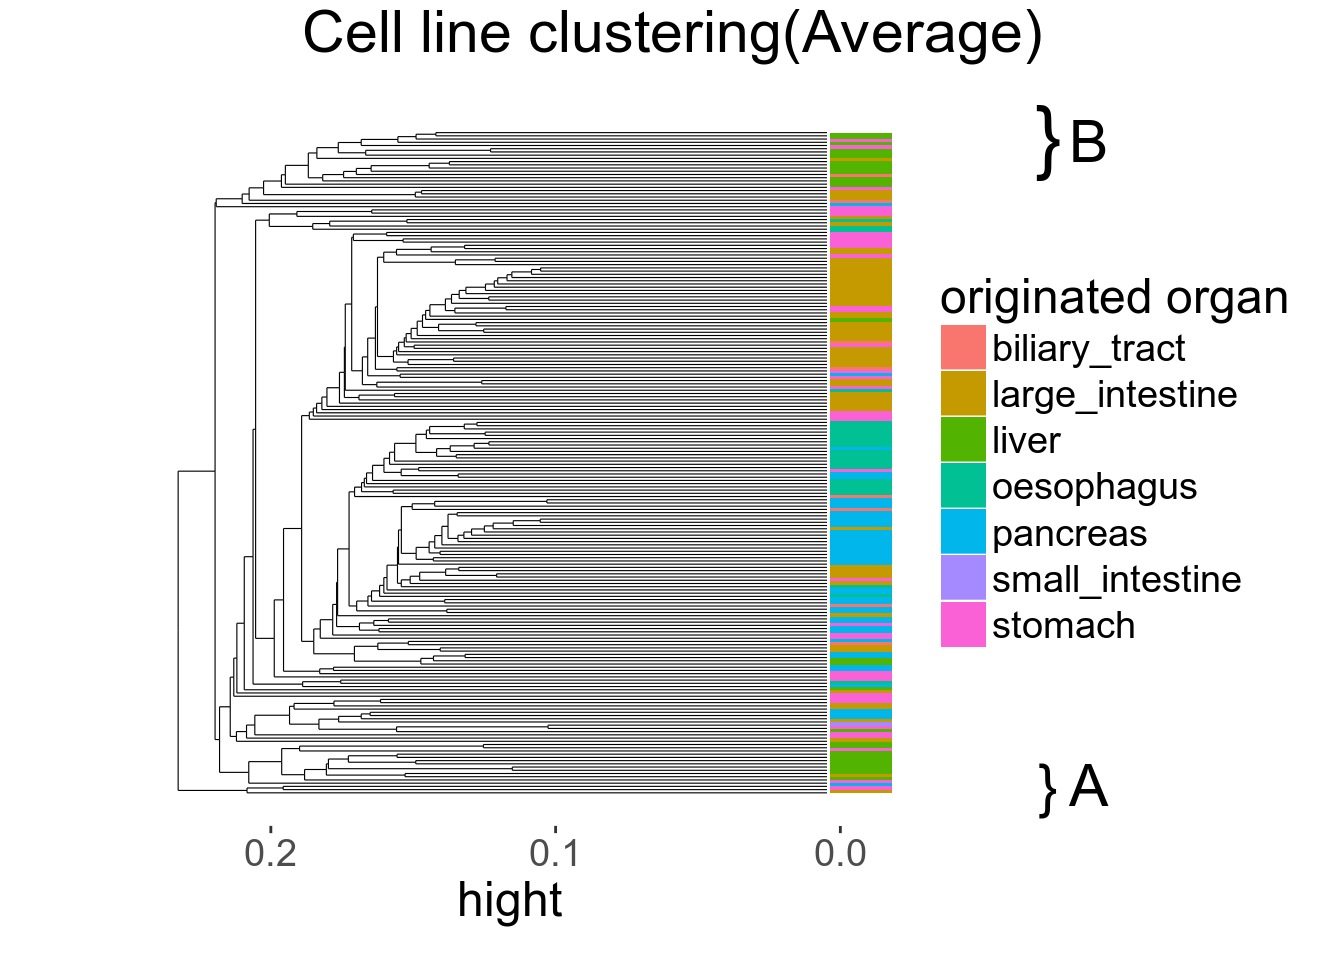 Cell line clustering(Average)
} B
originated organ
biliary_tract
large_intestine
liver
oesophagus
pancreas
small_intestine
stomach
} A
0.2 0.1 0.0
hight